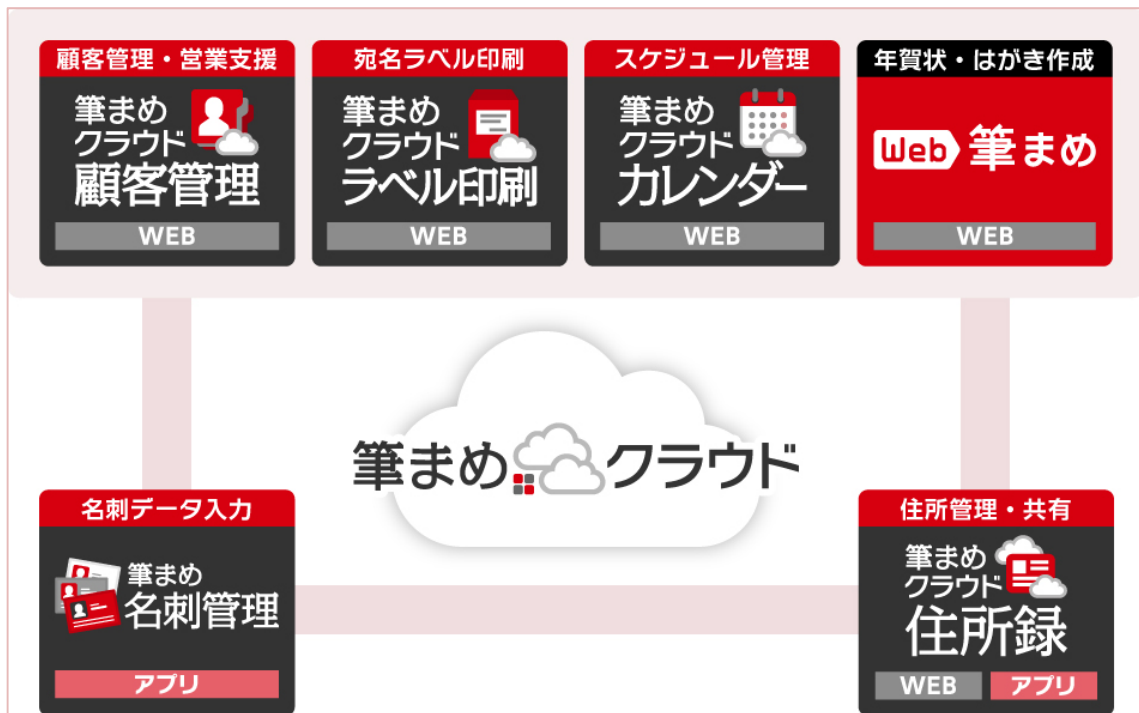 顧客管理・営業支援
筆まめ
クラウド
顧客管理
WEB
宛名ラベル印刷
筆まめ
クラウド
ラベル印刷
WEB
スケジュール管理
筆まめ
クラウド
カレンダー
WEB
年賀状・はがき作成
Web 筆まめ
WEB
筆まめ クラウド
名刺データ入力
筆まめ
名刺管理
アプリ
住所管理・共有
筆まめ
クラウド
住所録
WEB アプリ